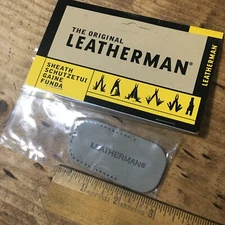 THE ORIGINAL
LEATHERMAN®
LEATHERMAN
SHEATH
SCHUTZETUI
GAINE
FUNDA
LEATHERMAN®